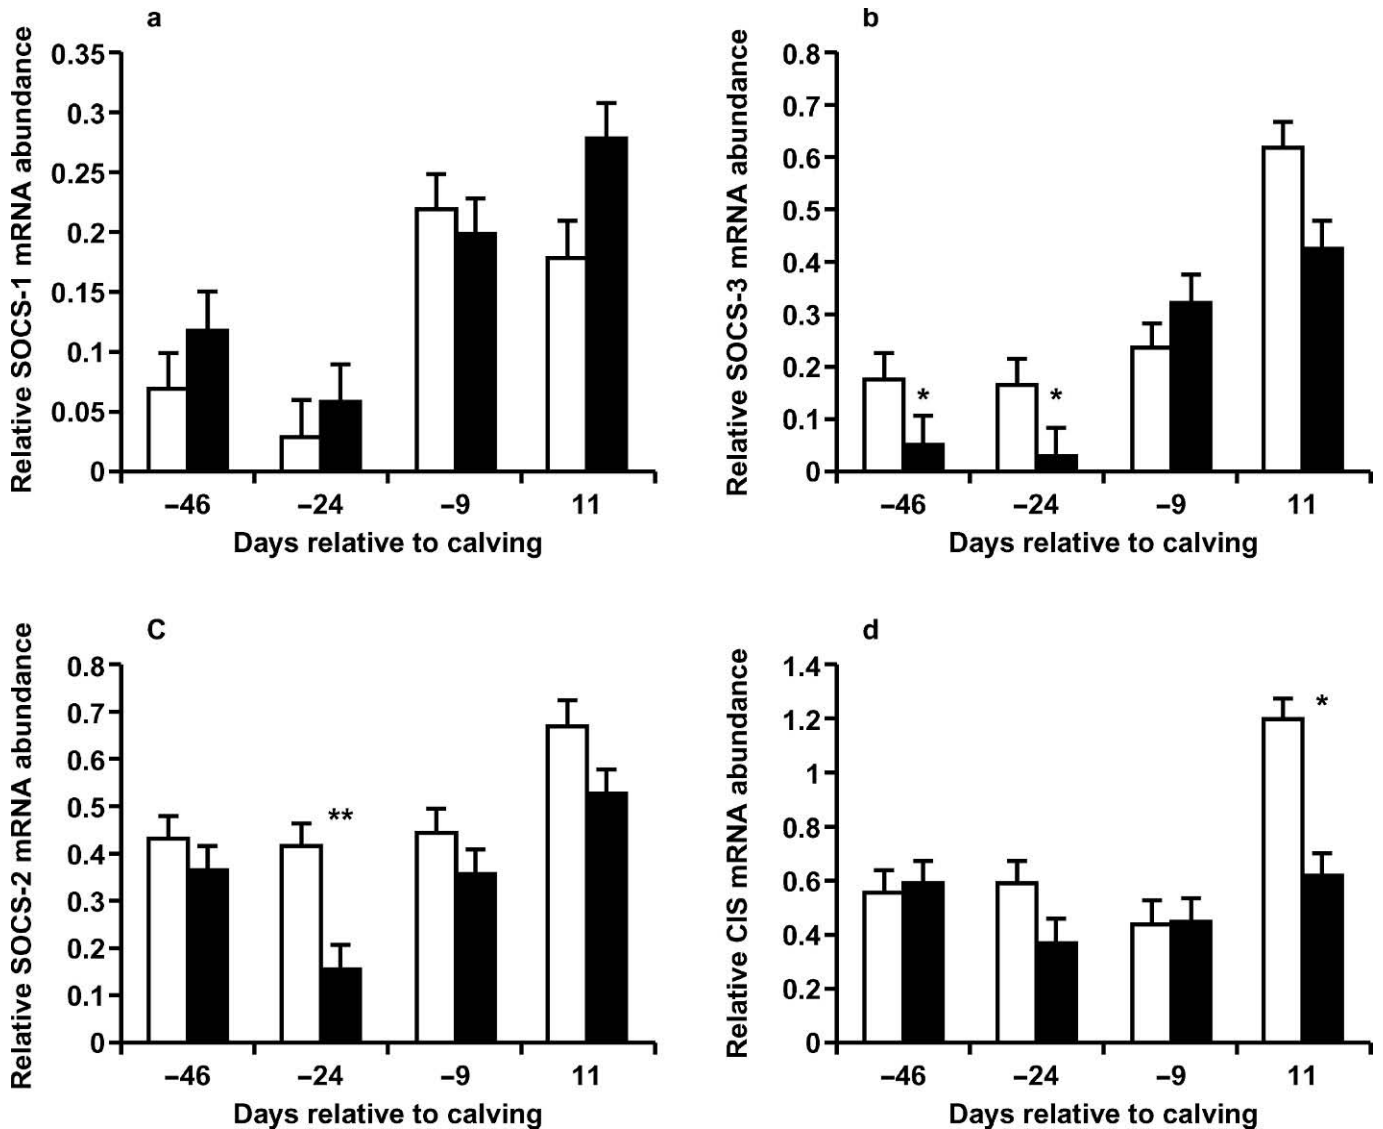 a
Relative SOCS-1 mRNA abundance
0.35
0.3
0.25
0.2
0.15
0.1
0.05
0
–46 –24 –9 11
Days relative to calving
b
Relative SOCS-3 mRNA abundance
0.8
0.7
0.6
0.5
0.4
0.3
0.2
0.1
0
* *
–46 –24 –9 11
Days relative to calving
C
Relative SOCS-2 mRNA abundance
0.8
0.7
0.6
0.5
0.4
0.3
0.2
0.1
0
**
–46 –24 –9 11
Days relative to calving
d
Relative CIS mRNA abundance
1.4
1.2
1
0.8
0.6
0.4
0.2
0
*
–46 –24 –9 11
Days relative to calving